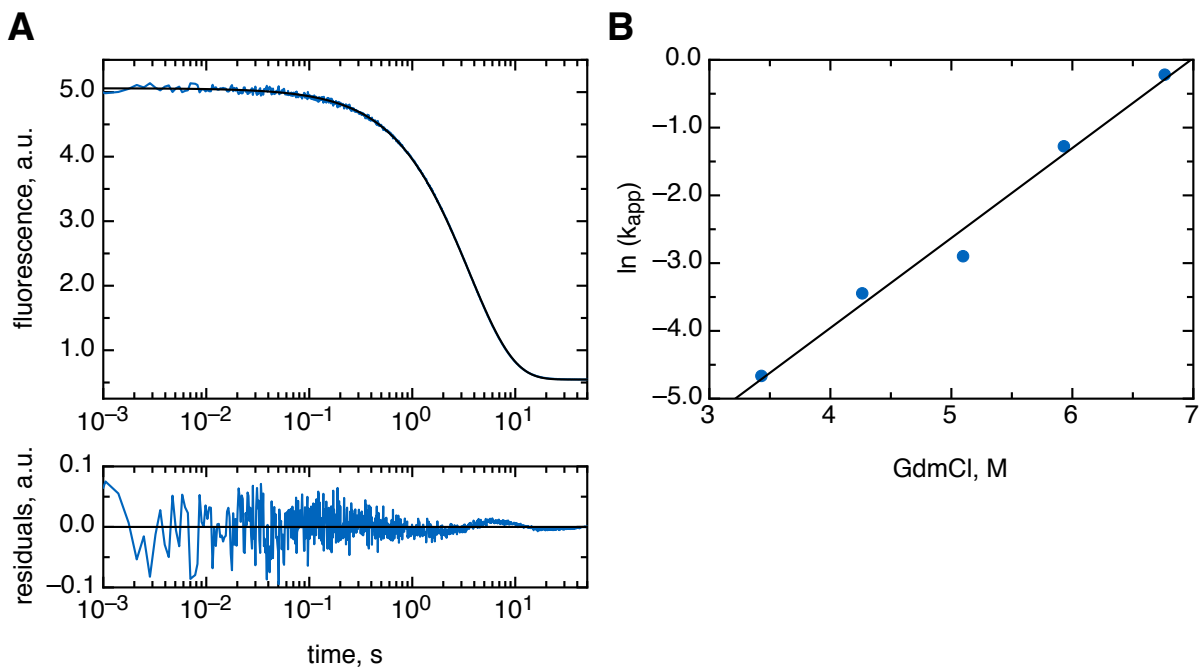 A
fluorescence, a.u.
5.0
4.0
3.0
2.0
1.0
10⁻³ 10⁻² 10⁻¹ 10⁰ 10¹
residuals, a.u.
0.1
0.0
−0.1
10⁻³ 10⁻² 10⁻¹ 10⁰ 10¹
time, s
B
ln (kₐₚₚ)
0.0
−1.0
−2.0
−3.0
−4.0
−5.0
3 4 5 6 7
GdmCl, M